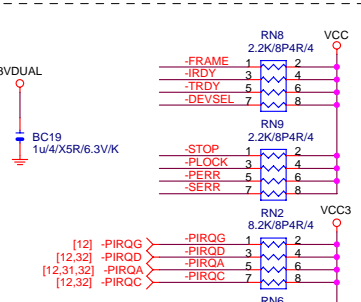 RN8
VCC
2.2K/8P4R/4
-FRAME 1 2
-IRDY 3 4
-TRDY 5 6
-DEVSEL 7 8
BC19
1u/4/X5R/6.3V/K
RN9
2.2K/8P4R/4
-STOP 1 2
-PLOCK 3 4
-PERR 5 6
-SERR 7 8
RN2
VCC3
8.2K/8P4R/4
[12] -PIRQG -PIRQG 1 2
[12,32] -PIRQD -PIRQD 3 4
[12,31,32] -PIRQA -PIRQA 5 6
[12,32] -PIRQC -PIRQC 7 8